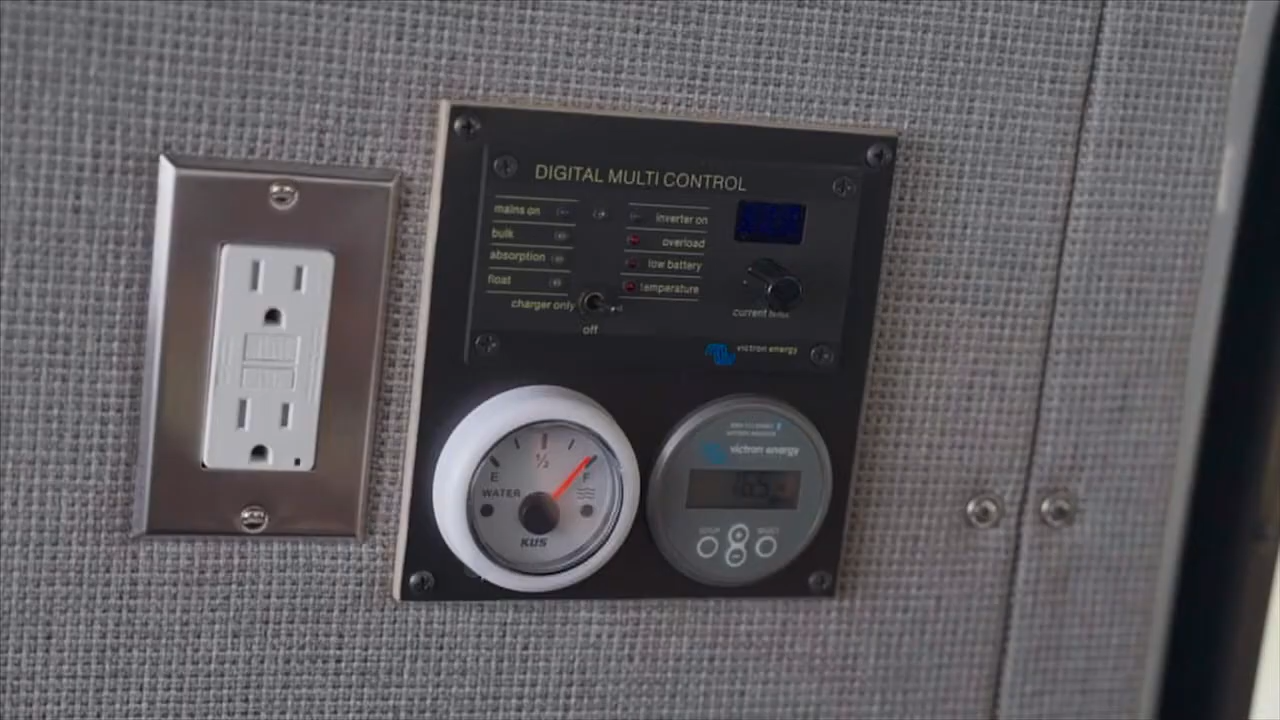 DIGITAL MULTI CONTROL
mains on
bulk
absorption
float
charger only
off
inverter on
overload
low battery
temperature
current limit
victron energy
E
½
F
WATER
KUS
victron energy
SETUP
SELECT
+
-